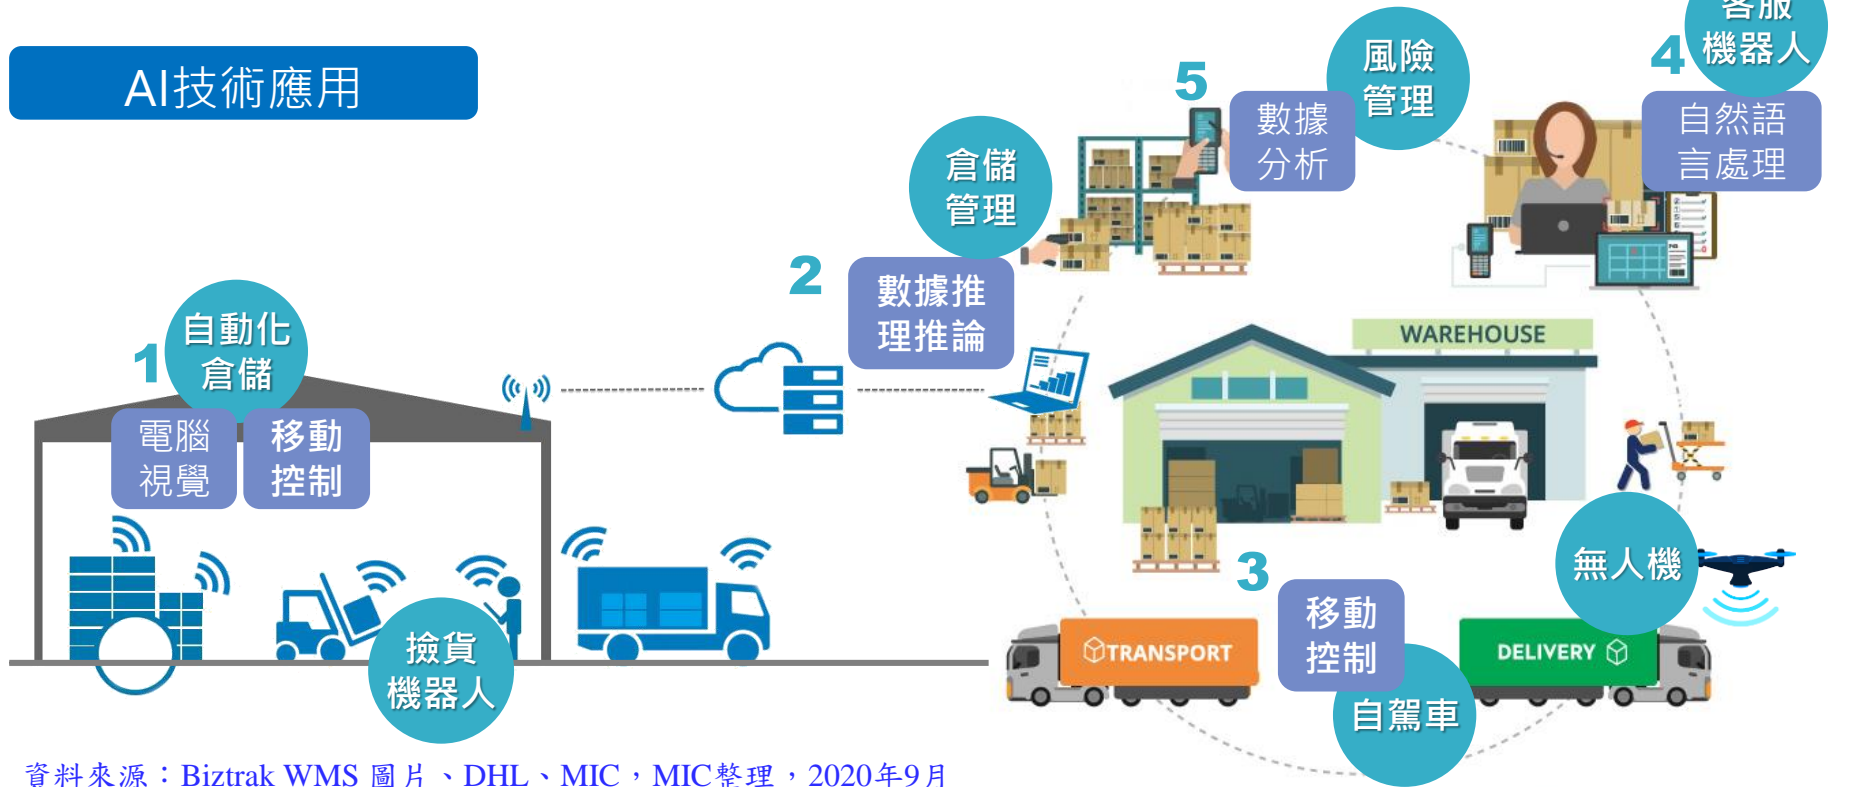 AI技術應用
1
自動化
倉儲
電腦
視覺
移動
控制
撿貨
機器人
2
倉儲
管理
數據推
理推論
5
風險
管理
數據
分析
4
客服
機器人
自然語
言處理
WAREHOUSE
3
無人機
移動
控制
自駕車
TRANSPORT
DELIVERY
資料來源：Biztrak WMS 圖片、DHL、MIC，MIC整理，2020年9月